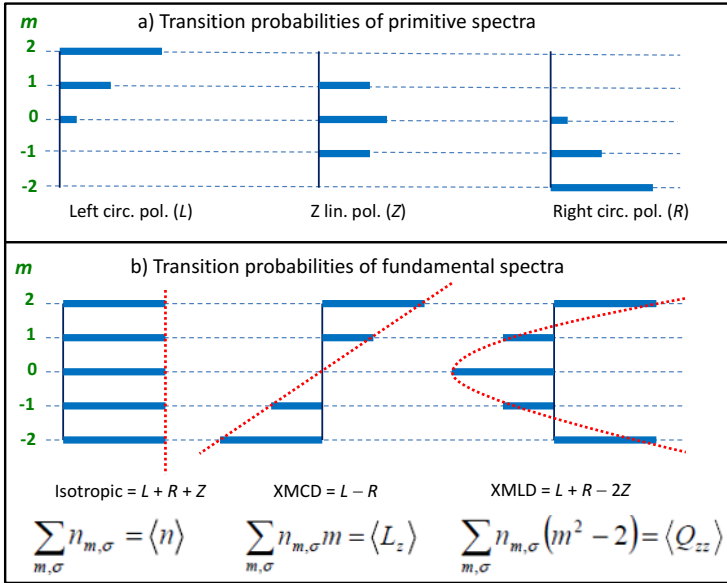 a) Transition probabilities of primitive spectra
m
2
1
0
-1
-2
Left circ. pol. (L)
Z lin. pol. (Z)
Right circ. pol. (R)
b) Transition probabilities of fundamental spectra
m
2
1
0
-1
-2
Isotropic = L + R + Z
XMCD = L – R
XMLD = L + R – 2Z
∑_{m,σ} n_{m,σ} = ⟨n⟩
∑_{m,σ} n_{m,σ} m = ⟨L_z⟩
∑_{m,σ} n_{m,σ} (m² – 2) = ⟨Q_{zz}⟩